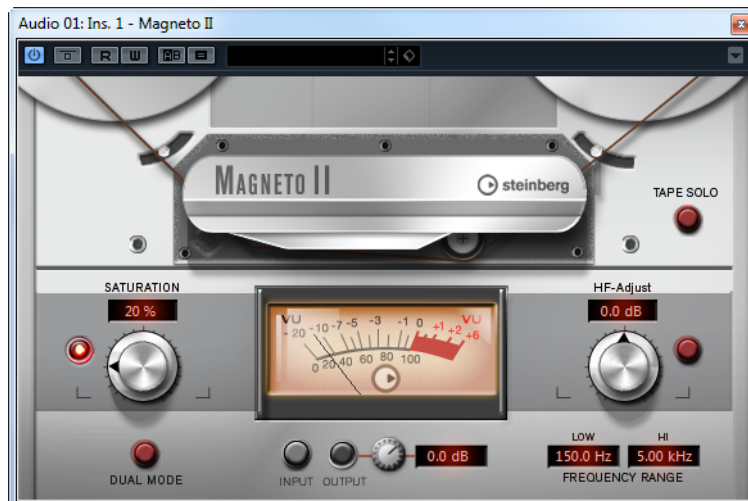 Audio 01: Ins. 1 - Magneto II
R W AB
MAGNETO II
steinberg
TAPE SOLO
SATURATION
20 %
HF-Adjust
0.0 dB
VU VU
- 20 -10 -7 -5 -3 -1 0 +1 +2 +6
0 20 40 60 80 100
DUAL MODE
INPUT OUTPUT
0.0 dB
LOW HI
150.0 Hz 5.00 kHz
FREQUENCY RANGE